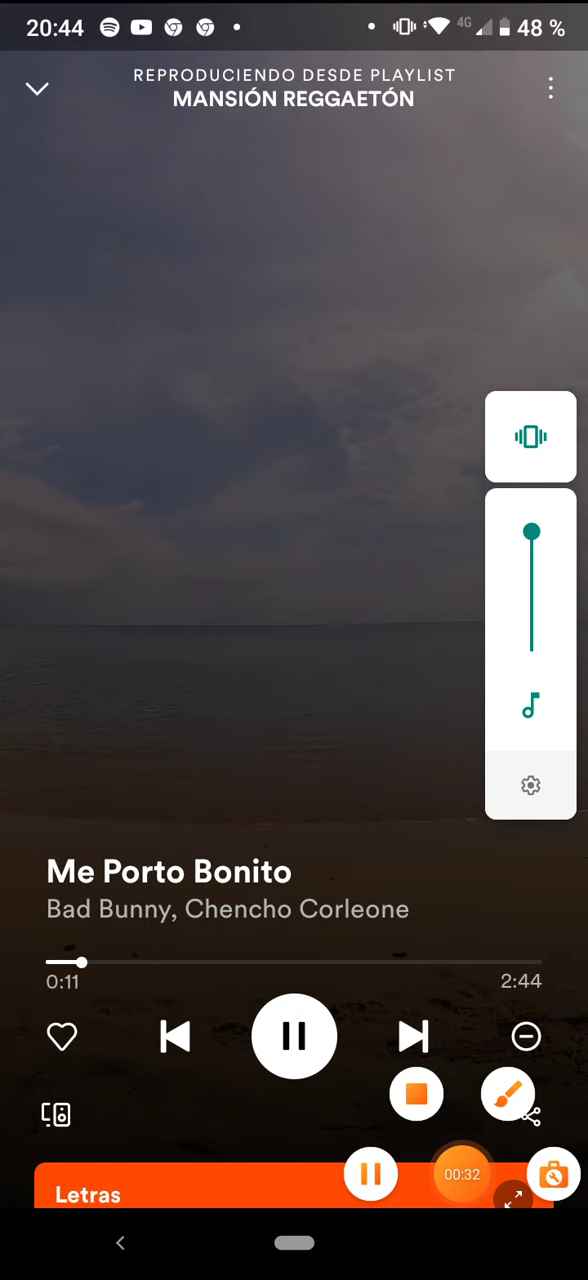 20:44
4G
48 %
REPRODUCIENDO DESDE PLAYLIST
MANSIÓN REGGAETÓN
Me Porto Bonito
Bad Bunny, Chencho Corleone
0:11
2:44
00:32
Letras